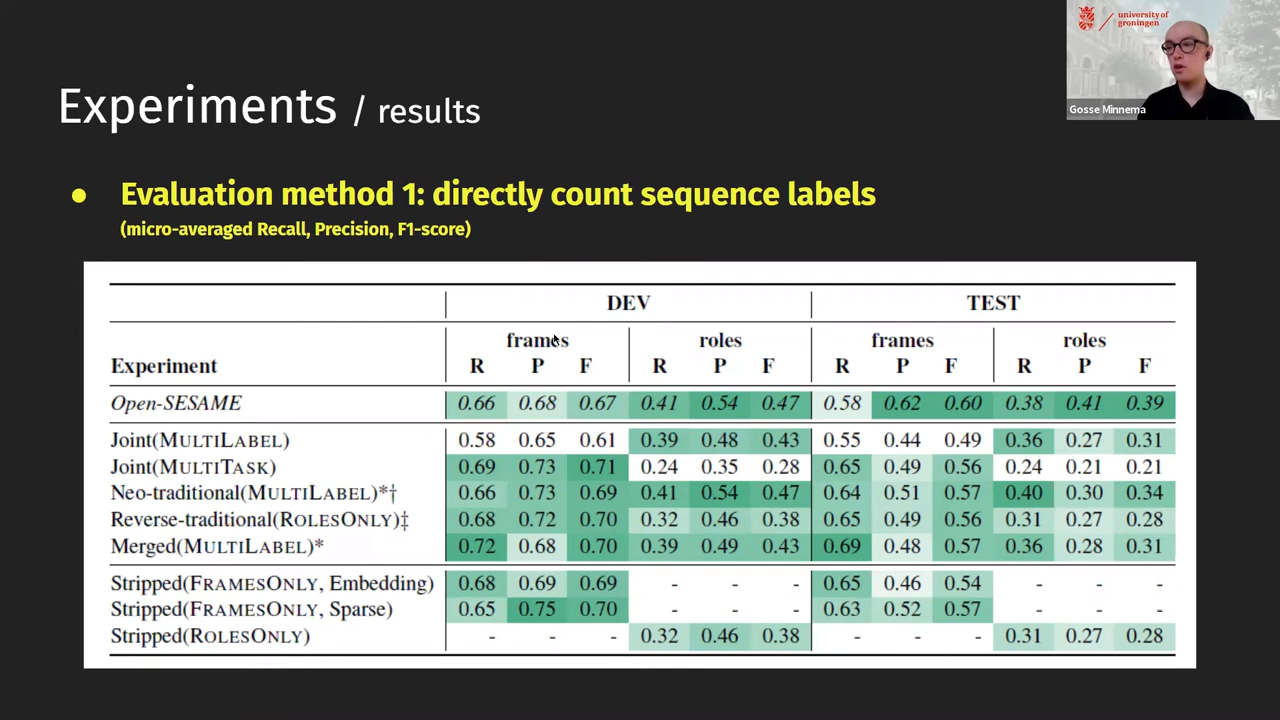 university of
groningen
Gosse Minnema
Experiments / results
● Evaluation method 1: directly count sequence labels
(micro-averaged Recall, Precision, F1-score)
DEV TEST
frames roles frames roles
Experiment R P F R P F R P F R P F
Open-SESAME 0.66 0.68 0.67 0.41 0.54 0.47 0.58 0.62 0.60 0.38 0.41 0.39
Joint(MULTILABEL) 0.58 0.65 0.61 0.39 0.48 0.43 0.55 0.44 0.49 0.36 0.27 0.31
Joint(MULTITASK) 0.69 0.73 0.71 0.24 0.35 0.28 0.65 0.49 0.56 0.24 0.21 0.21
Neo-traditional(MULTILABEL)*† 0.66 0.73 0.69 0.41 0.54 0.47 0.64 0.51 0.57 0.40 0.30 0.34
Reverse-traditional(ROLESONLY)‡ 0.68 0.72 0.70 0.32 0.46 0.38 0.65 0.49 0.56 0.31 0.27 0.28
Merged(MULTILABEL)* 0.72 0.68 0.70 0.39 0.49 0.43 0.69 0.48 0.57 0.36 0.28 0.31
Stripped(FRAMESONLY, Embedding) 0.68 0.69 0.69 - - - 0.65 0.46 0.54 - - -
Stripped(FRAMESONLY, Sparse) 0.65 0.75 0.70 - - - 0.63 0.52 0.57 - - -
Stripped(ROLESONLY) - - - 0.32 0.46 0.38 - - - 0.31 0.27 0.28